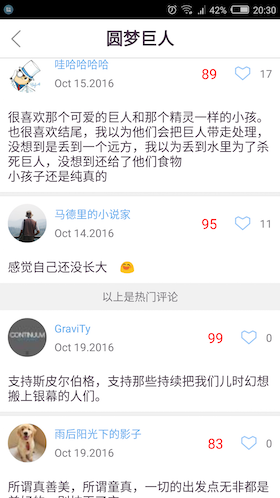 42% 20:30
圆梦巨人
哇哈哈哈哈
89 17
Oct 15.2016
很喜欢那个可爱的巨人和那个精灵一样的小孩。
也很喜欢结尾，我以为他们会把巨人带走处理，
没想到是丢到一个远方，我以为丢到水里为了杀
死巨人，没想到还给了他们食物
小孩子还是纯真的
马德里的小说家
95 11
Oct 14.2016
感觉自己还没长大
以上是热门评论
CONTINUUM
GraviTy
99 0
Oct 19.2016
支持斯皮尔伯格，支持那些持续把我们儿时幻想
搬上银幕的人们。
雨后阳光下的影子
83 0
Oct 19.2016
所谓真善美，所谓童真，一切的出发点无非都是